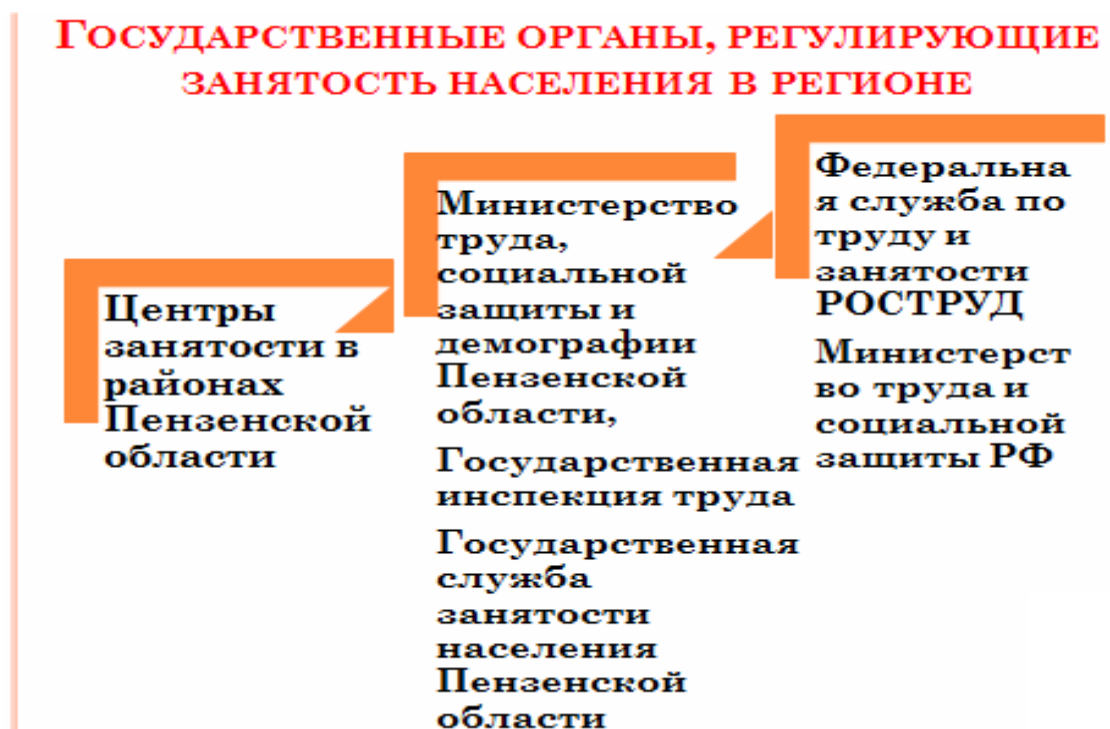 Государственные органы, регулирующие
занятость населения в регионе
Центры
занятости в
районах
Пензенской
области
Министерство
труда,
социальной
защиты и
демографии
Пензенской
области,
Государственная
инспекция труда
Государственная
служба
занятости
населения
Пензенской
области
Федеральна
я служба по
труду и
занятости
РОСТРУД
Министерст
во труда и
социальной
защиты РФ